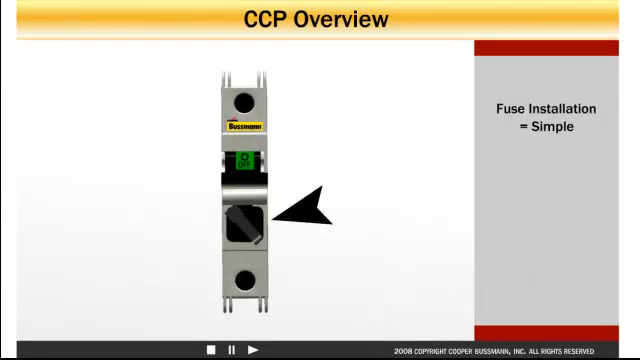 CCP Overview
Fuse Installation
= Simple
Bussmann
OFF
2008 COPYRIGHT COOPER BUSSMANN, INC. ALL RIGHTS RESERVED